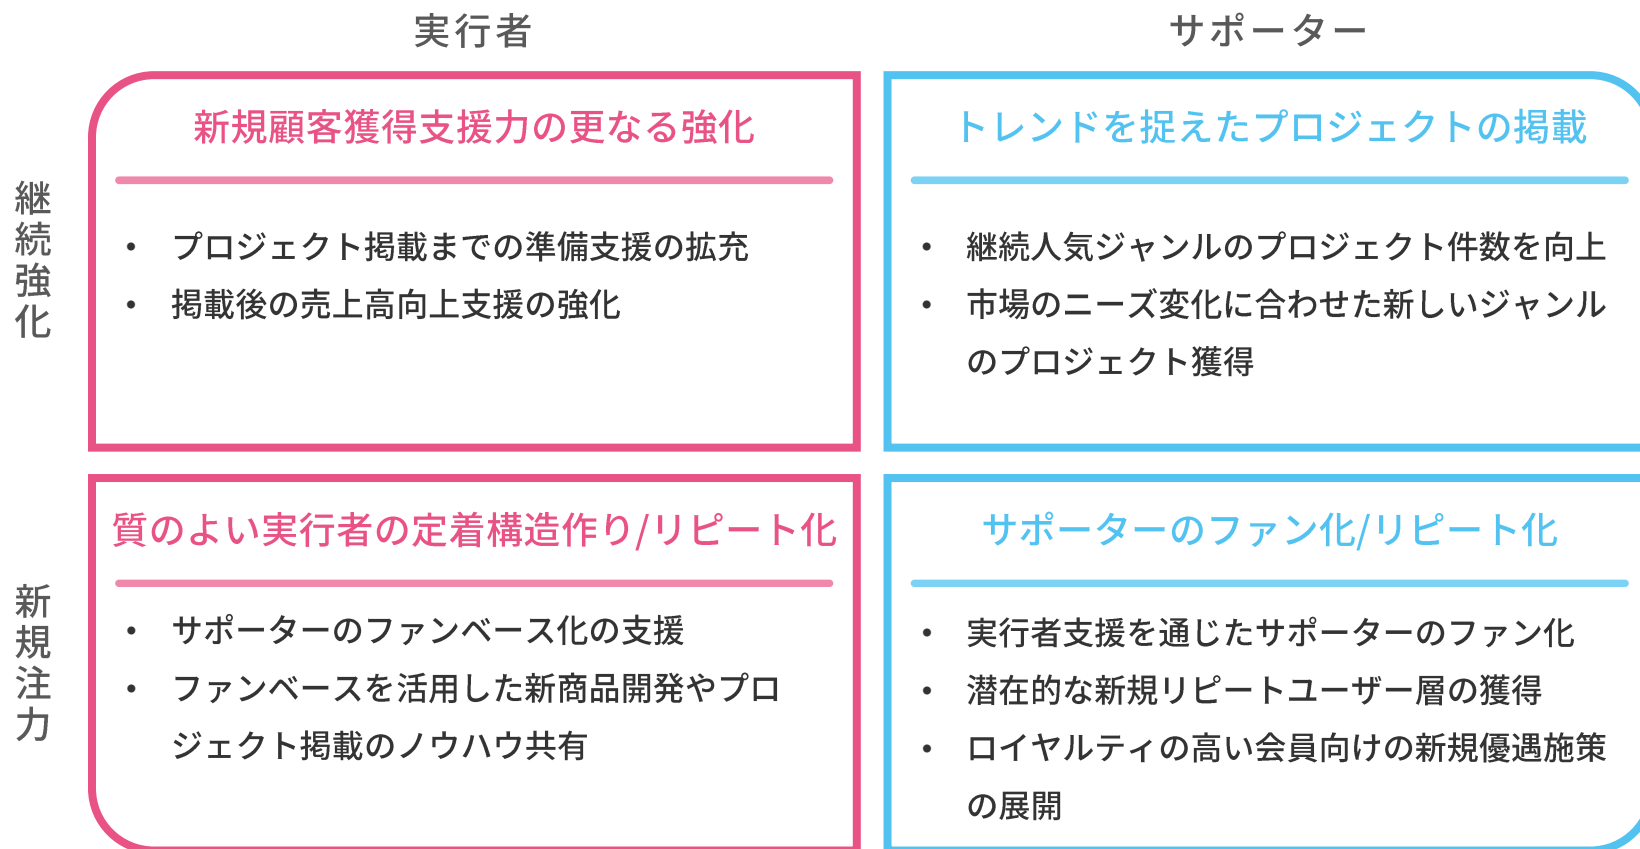 実行者
サポーター
継続強化
新規顧客獲得支援力の更なる強化
• プロジェクト掲載までの準備支援の拡充
• 掲載後の売上高向上支援の強化
トレンドを捉えたプロジェクトの掲載
• 継続人気ジャンルのプロジェクト件数を向上
• 市場のニーズ変化に合わせた新しいジャンル
のプロジェクト獲得
新規注力
質のよい実行者の定着構造作り/リピート化
• サポーターのファンベース化の支援
• ファンベースを活用した新商品開発やプロ
ジェクト掲載のノウハウ共有
サポーターのファン化/リピート化
• 実行者支援を通じたサポーターのファン化
• 潜在的な新規リピートユーザー層の獲得
• ロイヤルティの高い会員向けの新規優遇施策
の展開